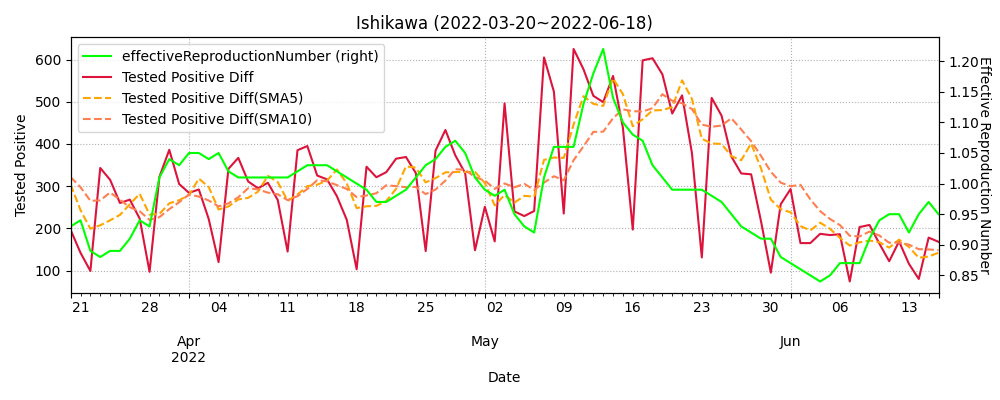 Ishikawa (2022-03-20~2022-06-18)
effectiveReproductionNumber (right)
Tested Positive Diff
Tested Positive Diff(SMA5)
Tested Positive Diff(SMA10)
Tested Positive
600
500
400
300
200
100
1.20
1.15
1.10
1.05
1.00
0.95
0.90
0.85
Effective Reproduction Number
21 28 04 11 18 25 02 09 16 23 30 06 13
Apr May Jun
2022
Date